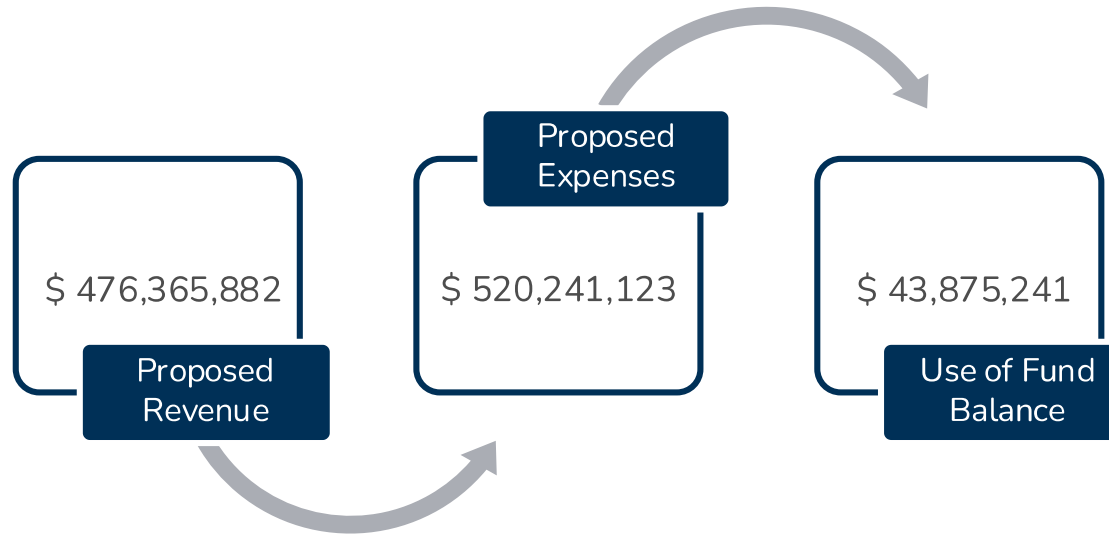 $ 476,365,882
Proposed
Revenue
Proposed
Expenses
$ 520,241,123
$ 43,875,241
Use of Fund
Balance